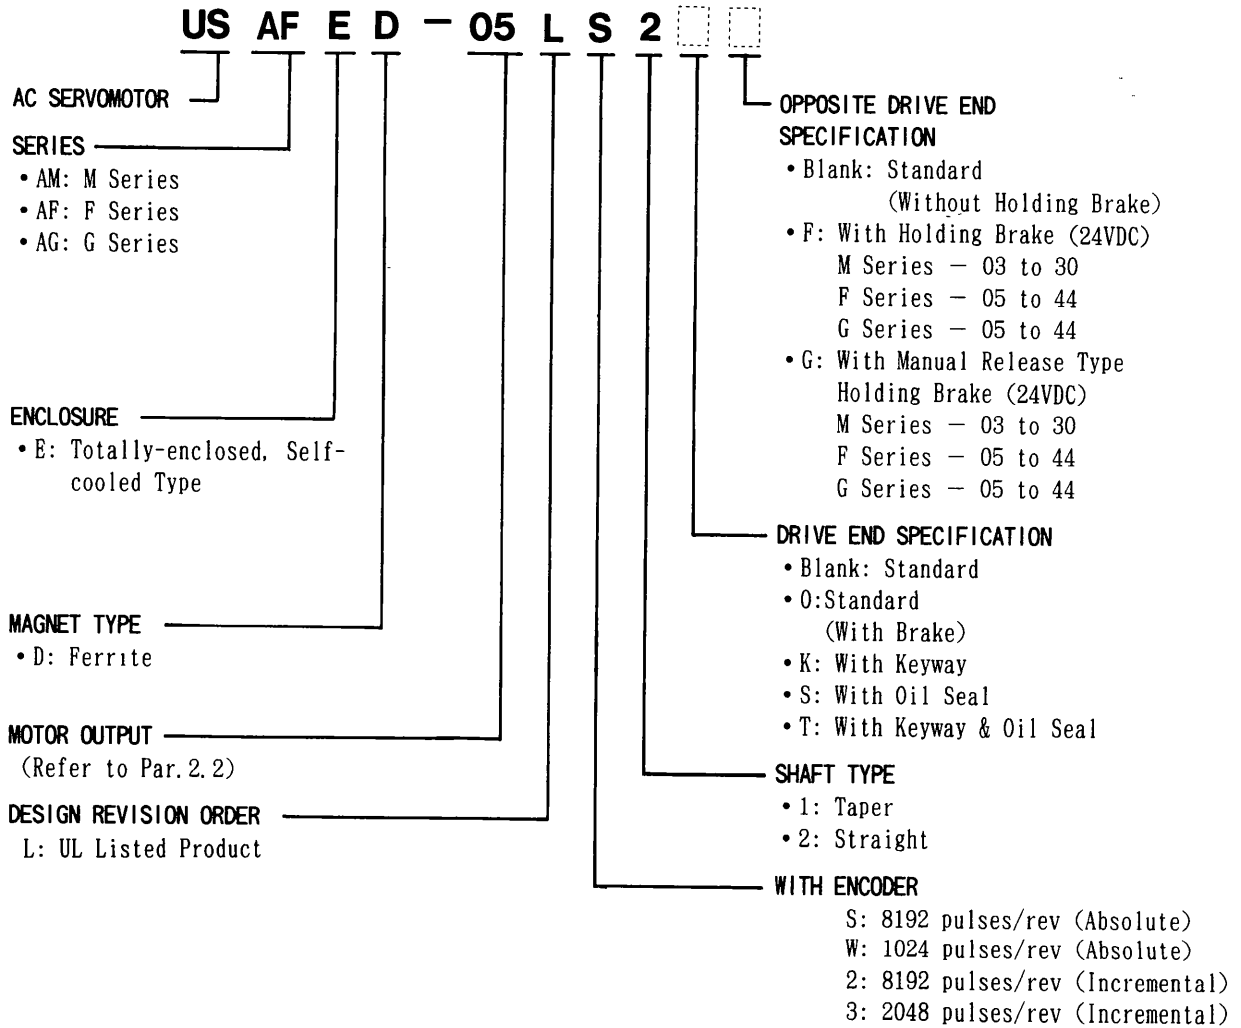 US AF E D - 05 L S 2
AC SERVOMOTOR
SERIES
• AM: M Series
• AF: F Series
• AG: G Series
ENCLOSURE
• E: Totally-enclosed, Self-
cooled Type
MAGNET TYPE
• D: Ferrite
MOTOR OUTPUT
(Refer to Par. 2.2)
DESIGN REVISION ORDER
L: UL Listed Product
OPPOSITE DRIVE END
SPECIFICATION
• Blank: Standard
(Without Holding Brake)
• F: With Holding Brake (24VDC)
M Series — 03 to 30
F Series — 05 to 44
G Series — 05 to 44
• G: With Manual Release Type
Holding Brake (24VDC)
M Series — 03 to 30
F Series — 05 to 44
G Series — 05 to 44
DRIVE END SPECIFICATION
• Blank: Standard
• 0:Standard
(With Brake)
• K: With Keyway
• S: With Oil Seal
• T: With Keyway & Oil Seal
SHAFT TYPE
• 1: Taper
• 2: Straight
WITH ENCODER
S: 8192 pulses/rev (Absolute)
W: 1024 pulses/rev (Absolute)
2: 8192 pulses/rev (Incremental)
3: 2048 pulses/rev (Incremental)